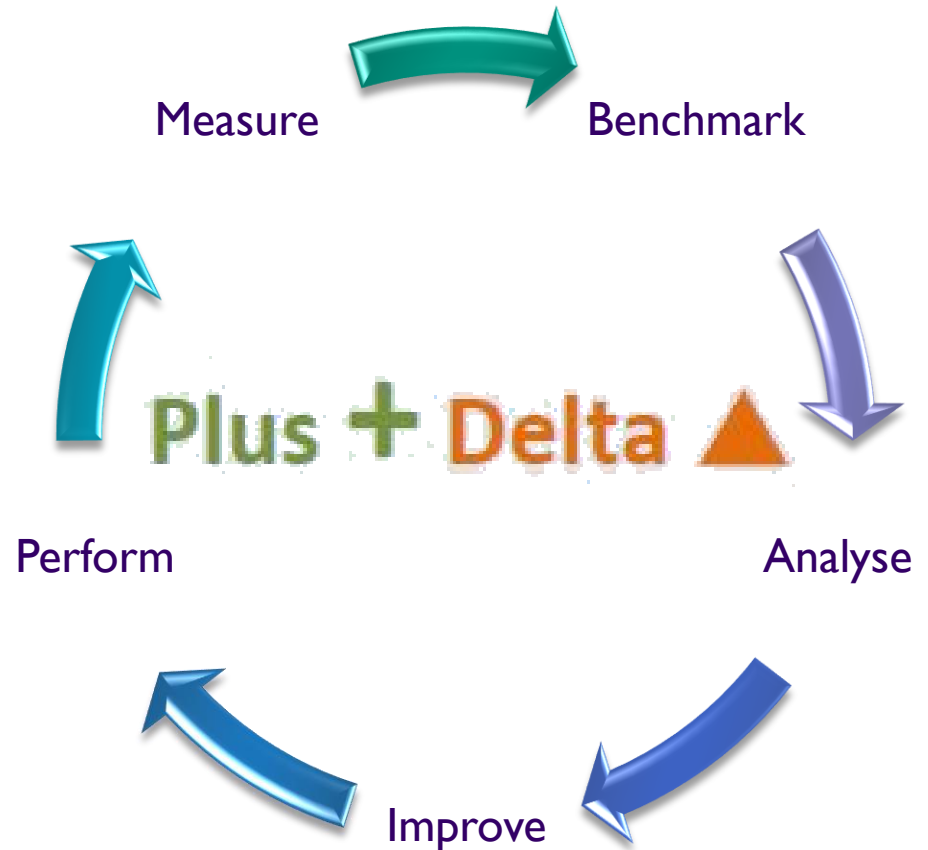 Measure Benchmark
Plus + Delta
Perform Analyse
Improve